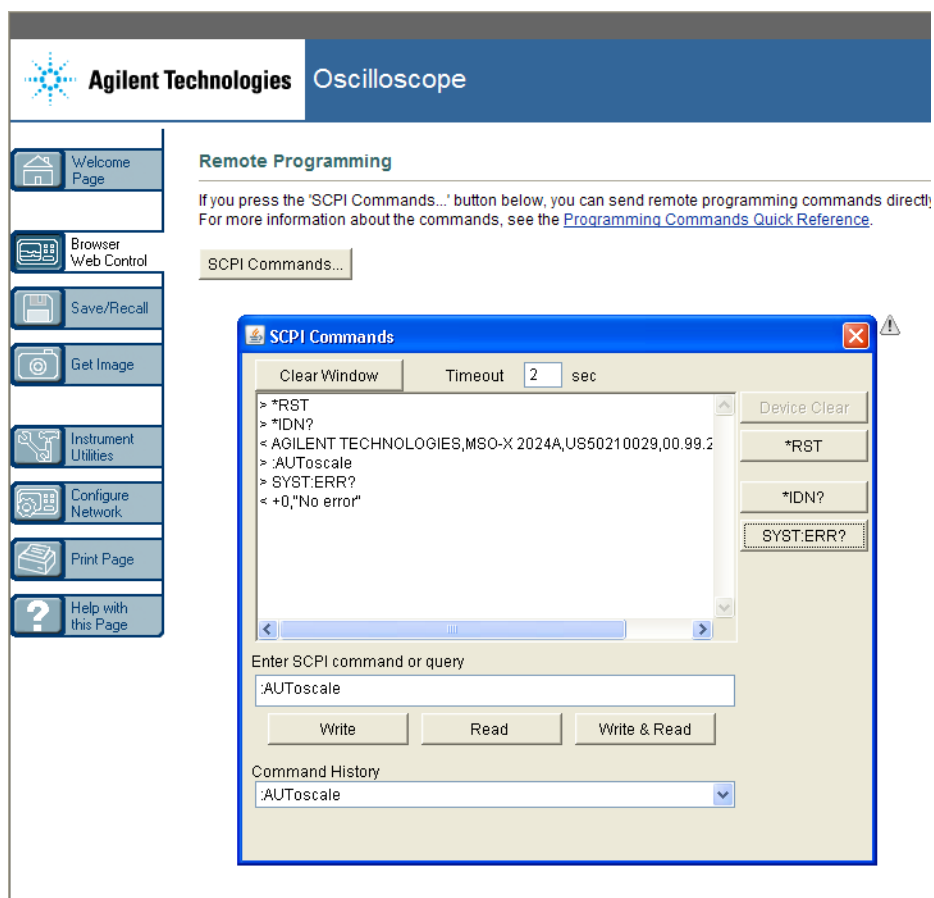 Agilent Technologies
Oscilloscope
Welcome
Page
Browser
Web Control
Save/Recall
Get Image
Instrument
Utilities
Configure
Network
Print Page
Help with
this Page
Remote Programming
If you press the 'SCPI Commands...' button below, you can send remote programming commands directly
For more information about the commands, see the Programming Commands Quick Reference.
SCPI Commands...
SCPI Commands
Clear Window
Timeout 2 sec
> *RST
> *IDN?
< AGILENT TECHNOLOGIES,MSO-X 2024A,US50210029,00.99.2
> :AUToscale
> SYST:ERR?
< +0,"No error"
Device Clear
*RST
*IDN?
SYST:ERR?
Enter SCPI command or query
:AUToscale
Write
Read
Write & Read
Command History
:AUToscale